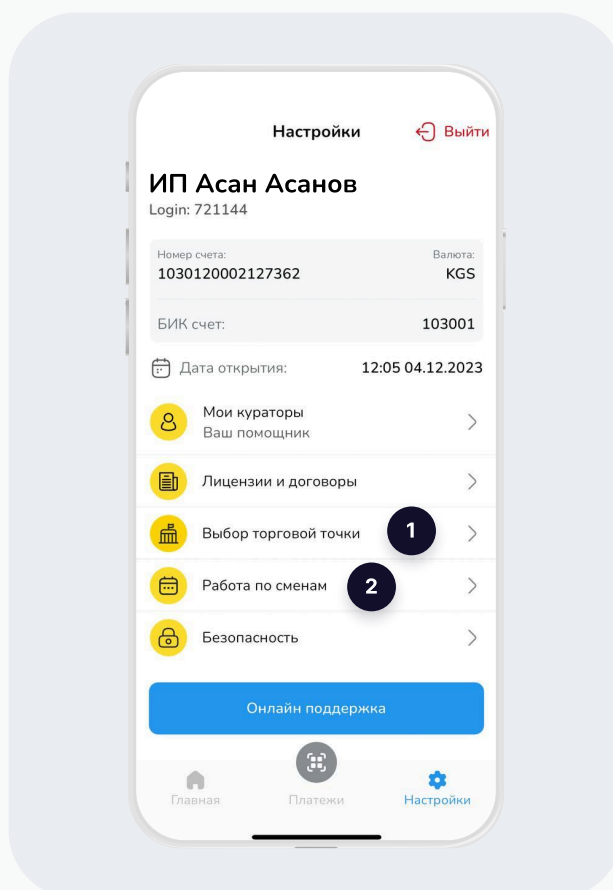 Настройки Выйти
ИП Асан Асанов
Login: 721144
Номер счета: Валюта:
1030120002127362 KGS
БИК счет: 103001
Дата открытия: 12:05 04.12.2023
Мои кураторы
Ваш помощник
Лицензии и договоры
Выбор торговой точки 1
Работа по сменам 2
Безопасность
Онлайн поддержка
Главная Платежи Настройки